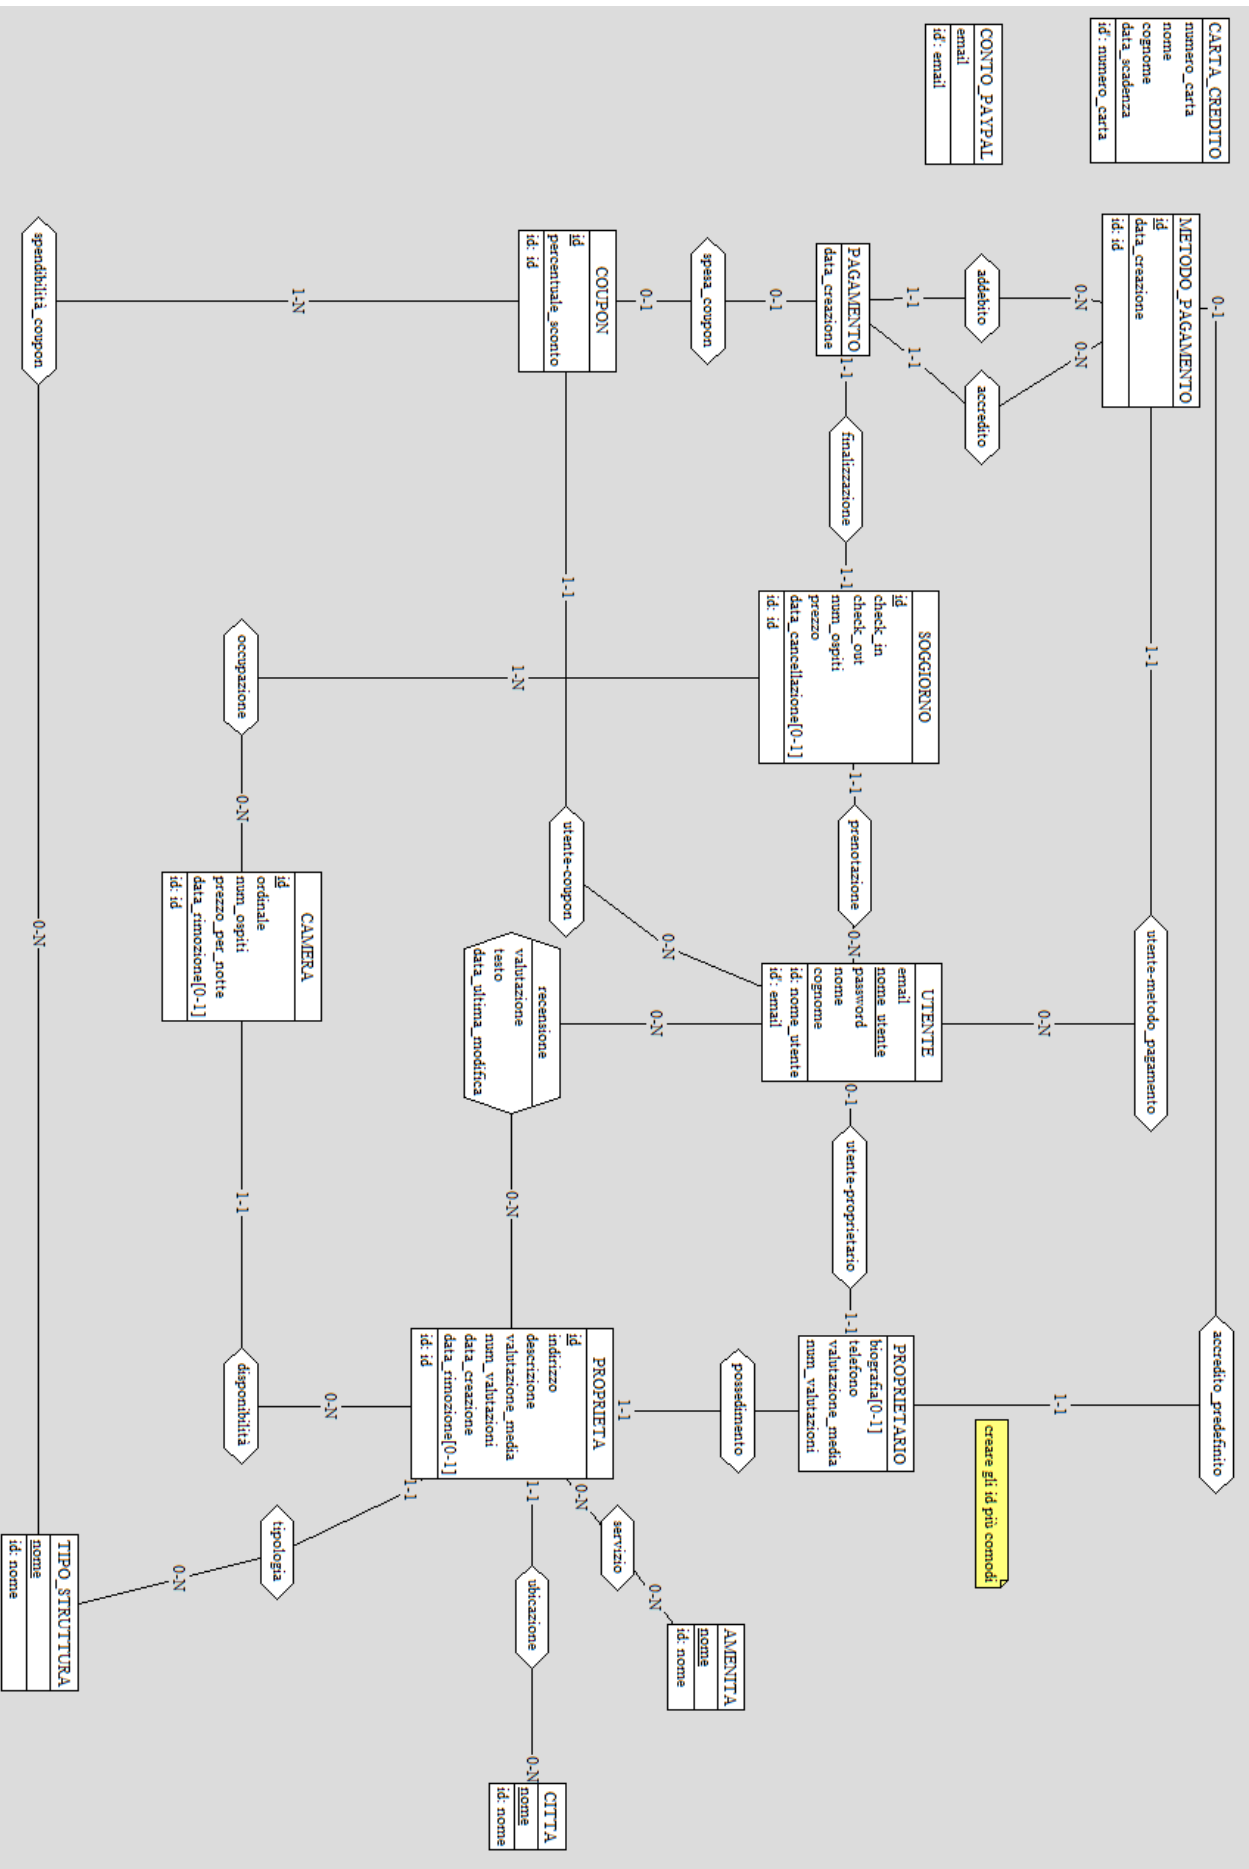 CARTA_CREDITO
numero_carta
nome
cognome
data_scadenza
id': numero_carta
CONTO_PAYPAL
email
id': email
METODO_PAGAMENTO
id
data_creazione
id: id
0-1
0-N
addebito
1-1
0-N
accredito
1-1
PAGAMENTO
data_creazione
0-1
spesa_coupon
0-1
COUPON
id
percentuale_sconto
id: id
1-N
spendibilità_coupon
0-N
1-1
finalizzazione
1-1
SOGGIORNO
id
check_in
check_out
num_ospiti
prezzo
data_cancellazione[0-1]
id: id
1-1
utente-metodo_pagamento
0-N
1-1
utente-coupon
0-N
1-N
occupazione
0-N
1-1
prenotazione
0-N
UTENTE
email
nome_utente
password
nome
cognome
id: nome_utente
id': email
CAMERA
id
ordinale
num_ospiti
prezzo_per_notte
data_rimozione[0-1]
id: id
0-N
recensione
valutazione
testo
data_ultima_modifica
0-N
0-1
utente-proprietario
1-1
PROPRIETARIO
biografia[0-1]
telefono
valutazione_media
num_valutazioni
accredito_predefinito
1-1
creare gli id più comodi
possedimento
1-1
PROPRIETA
id
indirizzo
descrizione
valutazione_media
num_valutazioni
data_creazione
data_rimozione[0-1]
id: id
1-1
disponibilità
0-N
1-1
tipologia
0-N
TIPO_STRUTTURA
nome
id: nome
0-N
servizio
0-N
AMENITA
nome
id: nome
1-1
ubicazione
0-N
CITTA
nome
id: nome